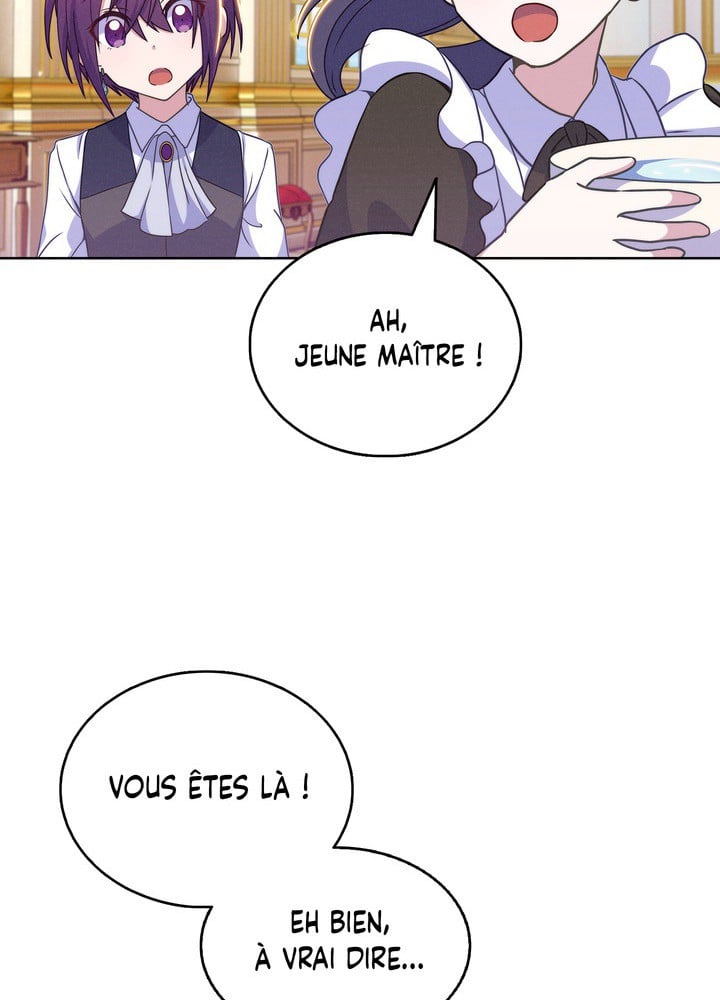 AH,
JEUNE MAÎTRE !
VOUS ÊTES LÀ !
EH BIEN,
À VRAI DIRE...